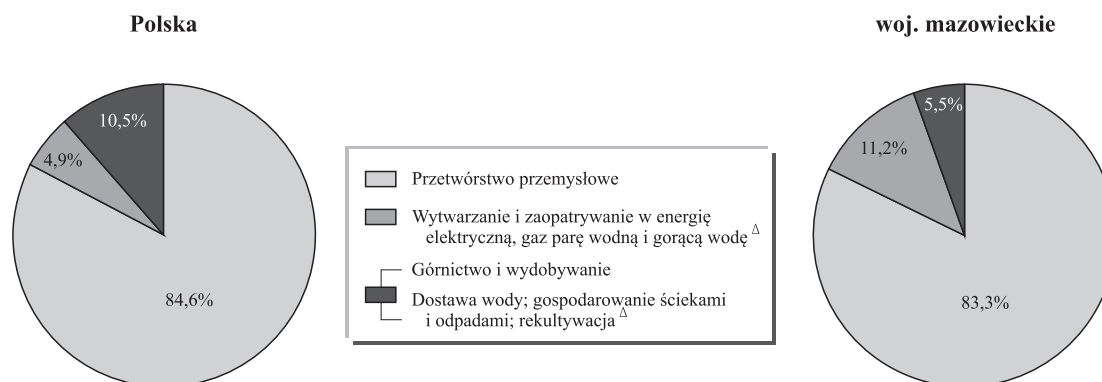 Polska
woj. mazowieckie
10,5%
4,9%
84,6%
Przetwórstwo przemysłowe
Wytwarzanie i zaopatrywanie w energię
elektryczną, gaz parę wodną i gorącą wodę Δ
Górnictwo i wydobywanie
Dostawa wody; gospodarowanie ściekami
i odpadami; rekultywacja Δ
5,5%
11,2%
83,3%